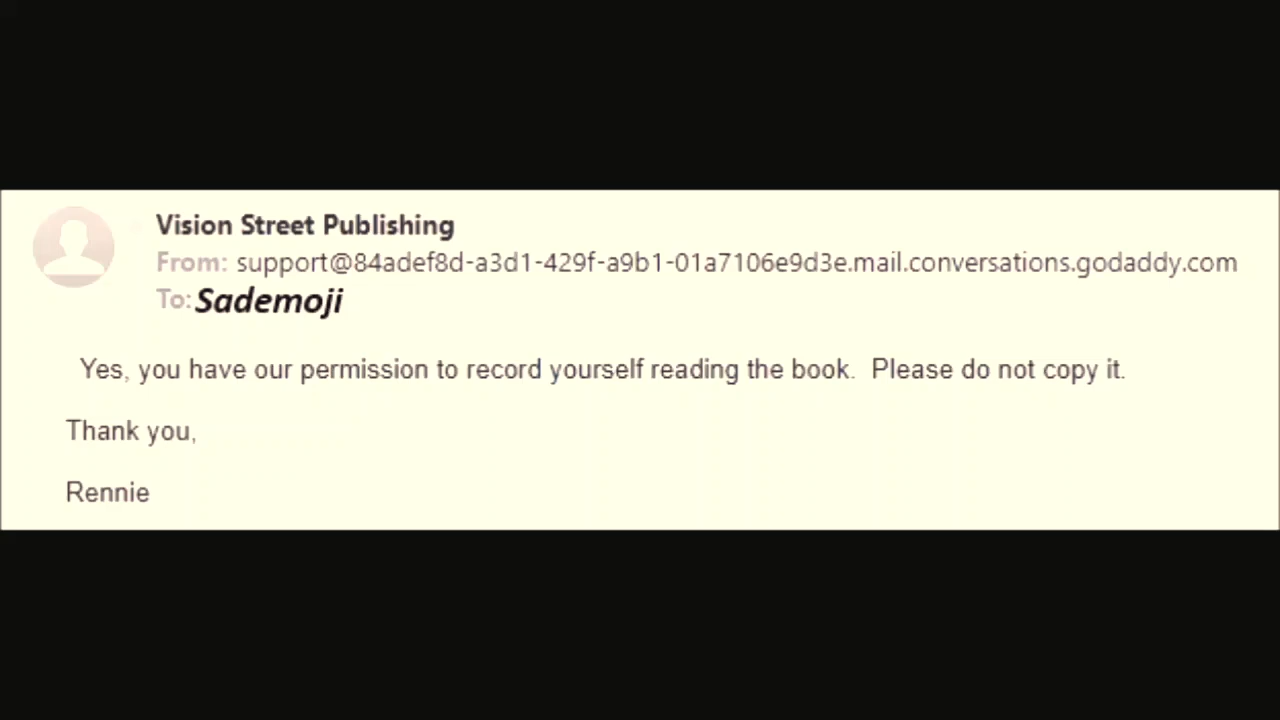 Vision Street Publishing
From: support@84adef8d-a3d1-429f-a9b1-01a7106e9d3e.mail.conversations.godaddy.com
To: Sademoji
Yes, you have our permission to record yourself reading the book.  Please do not copy it.
Thank you,
Rennie